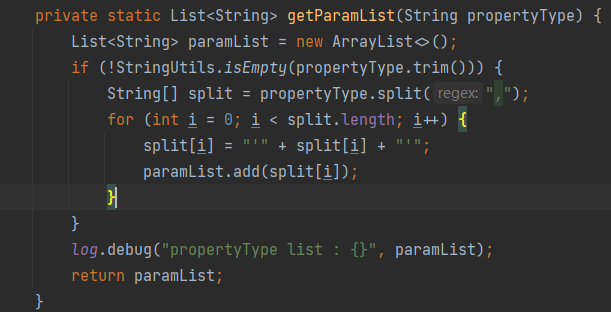 private static List<String> getParamList(String propertyType) {
List<String> paramList = new ArrayList<>();
if (!StringUtils.isEmpty(propertyType.trim())) {
String[] split = propertyType.split( regex: ",");
for (int i = 0; i < split.length; i++) {
split[i] = "'" + split[i] + "'";
paramList.add(split[i]);
}
}
log.debug("propertyType list : {}", paramList);
return paramList;
}